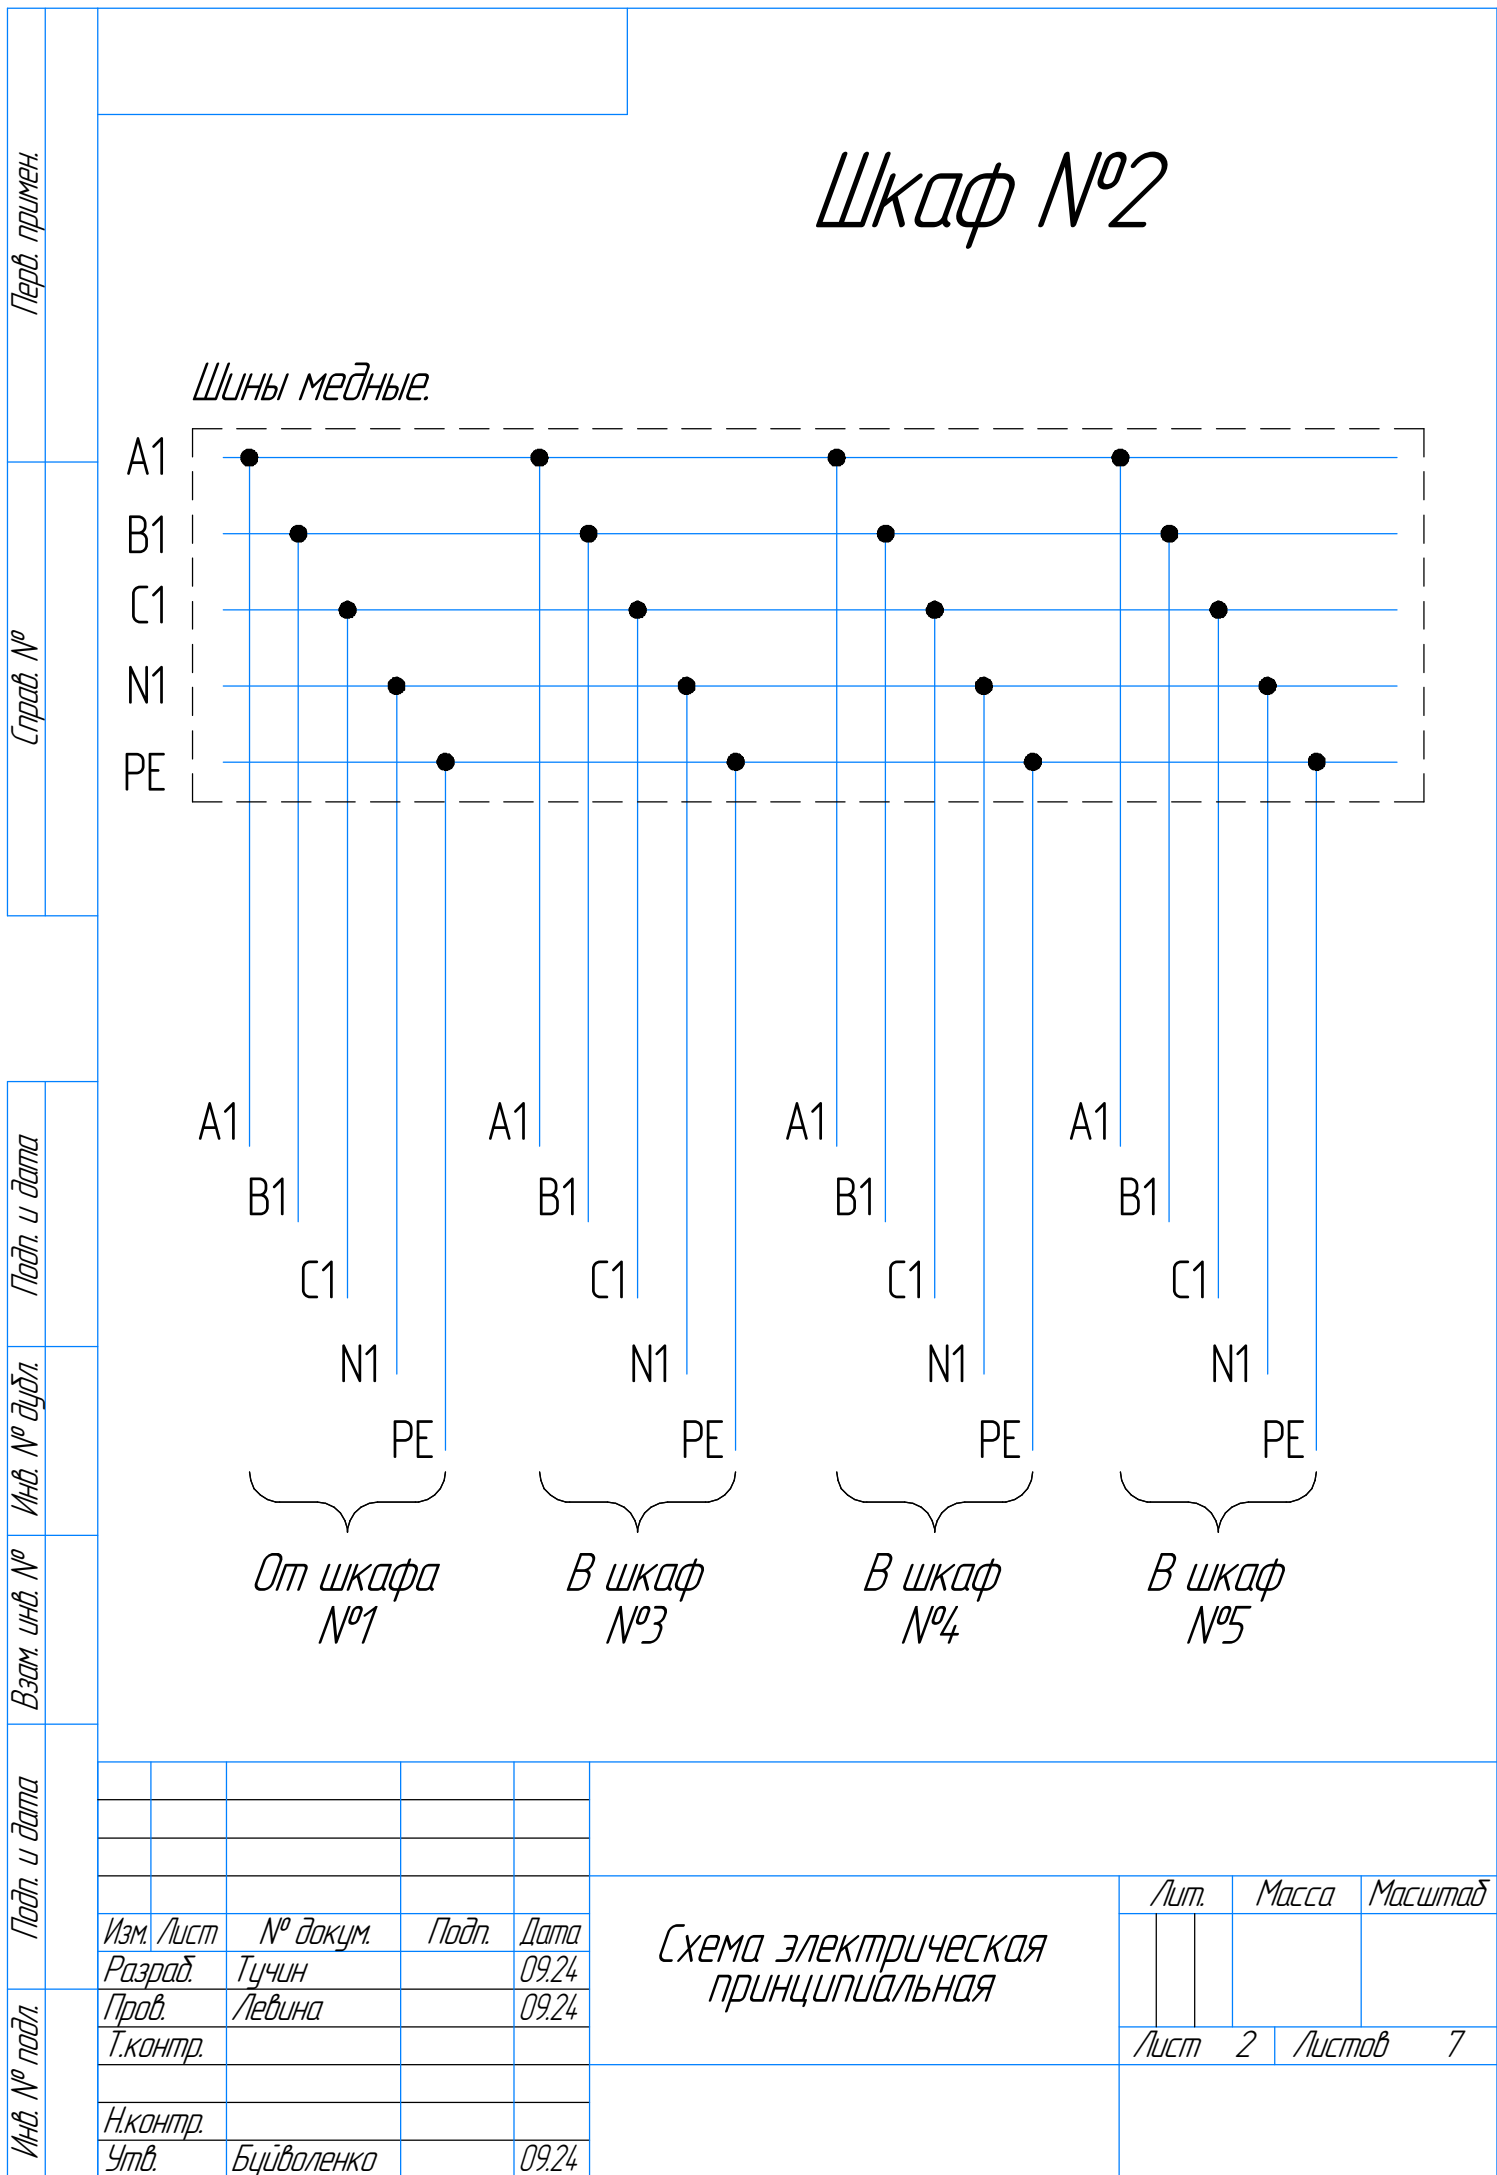 Шкаф №2
Шины медные.
A1
B1
C1
N1
PE
A1 A1 A1 A1
B1 B1 B1 B1
C1 C1 C1 C1
N1 N1 N1 N1
PE PE PE PE
От шкафа №1
В шкаф №3
В шкаф №4
В шкаф №5
Перв. примен.
Справ. №
Подп. и дата
Инв. № дубл.
Взам. инв. №
Подп. и дата
Инв. № подл.
Изм. Лист № докум. Подп. Дата
Разраб. Тучин 09.24
Пров. Левина 09.24
Т.контр.
Н.контр.
Утв. Буйволенко 09.24
Схема электрическая
принципиальная
Лит. Масса Масштаб
Лист 2 Листов 7